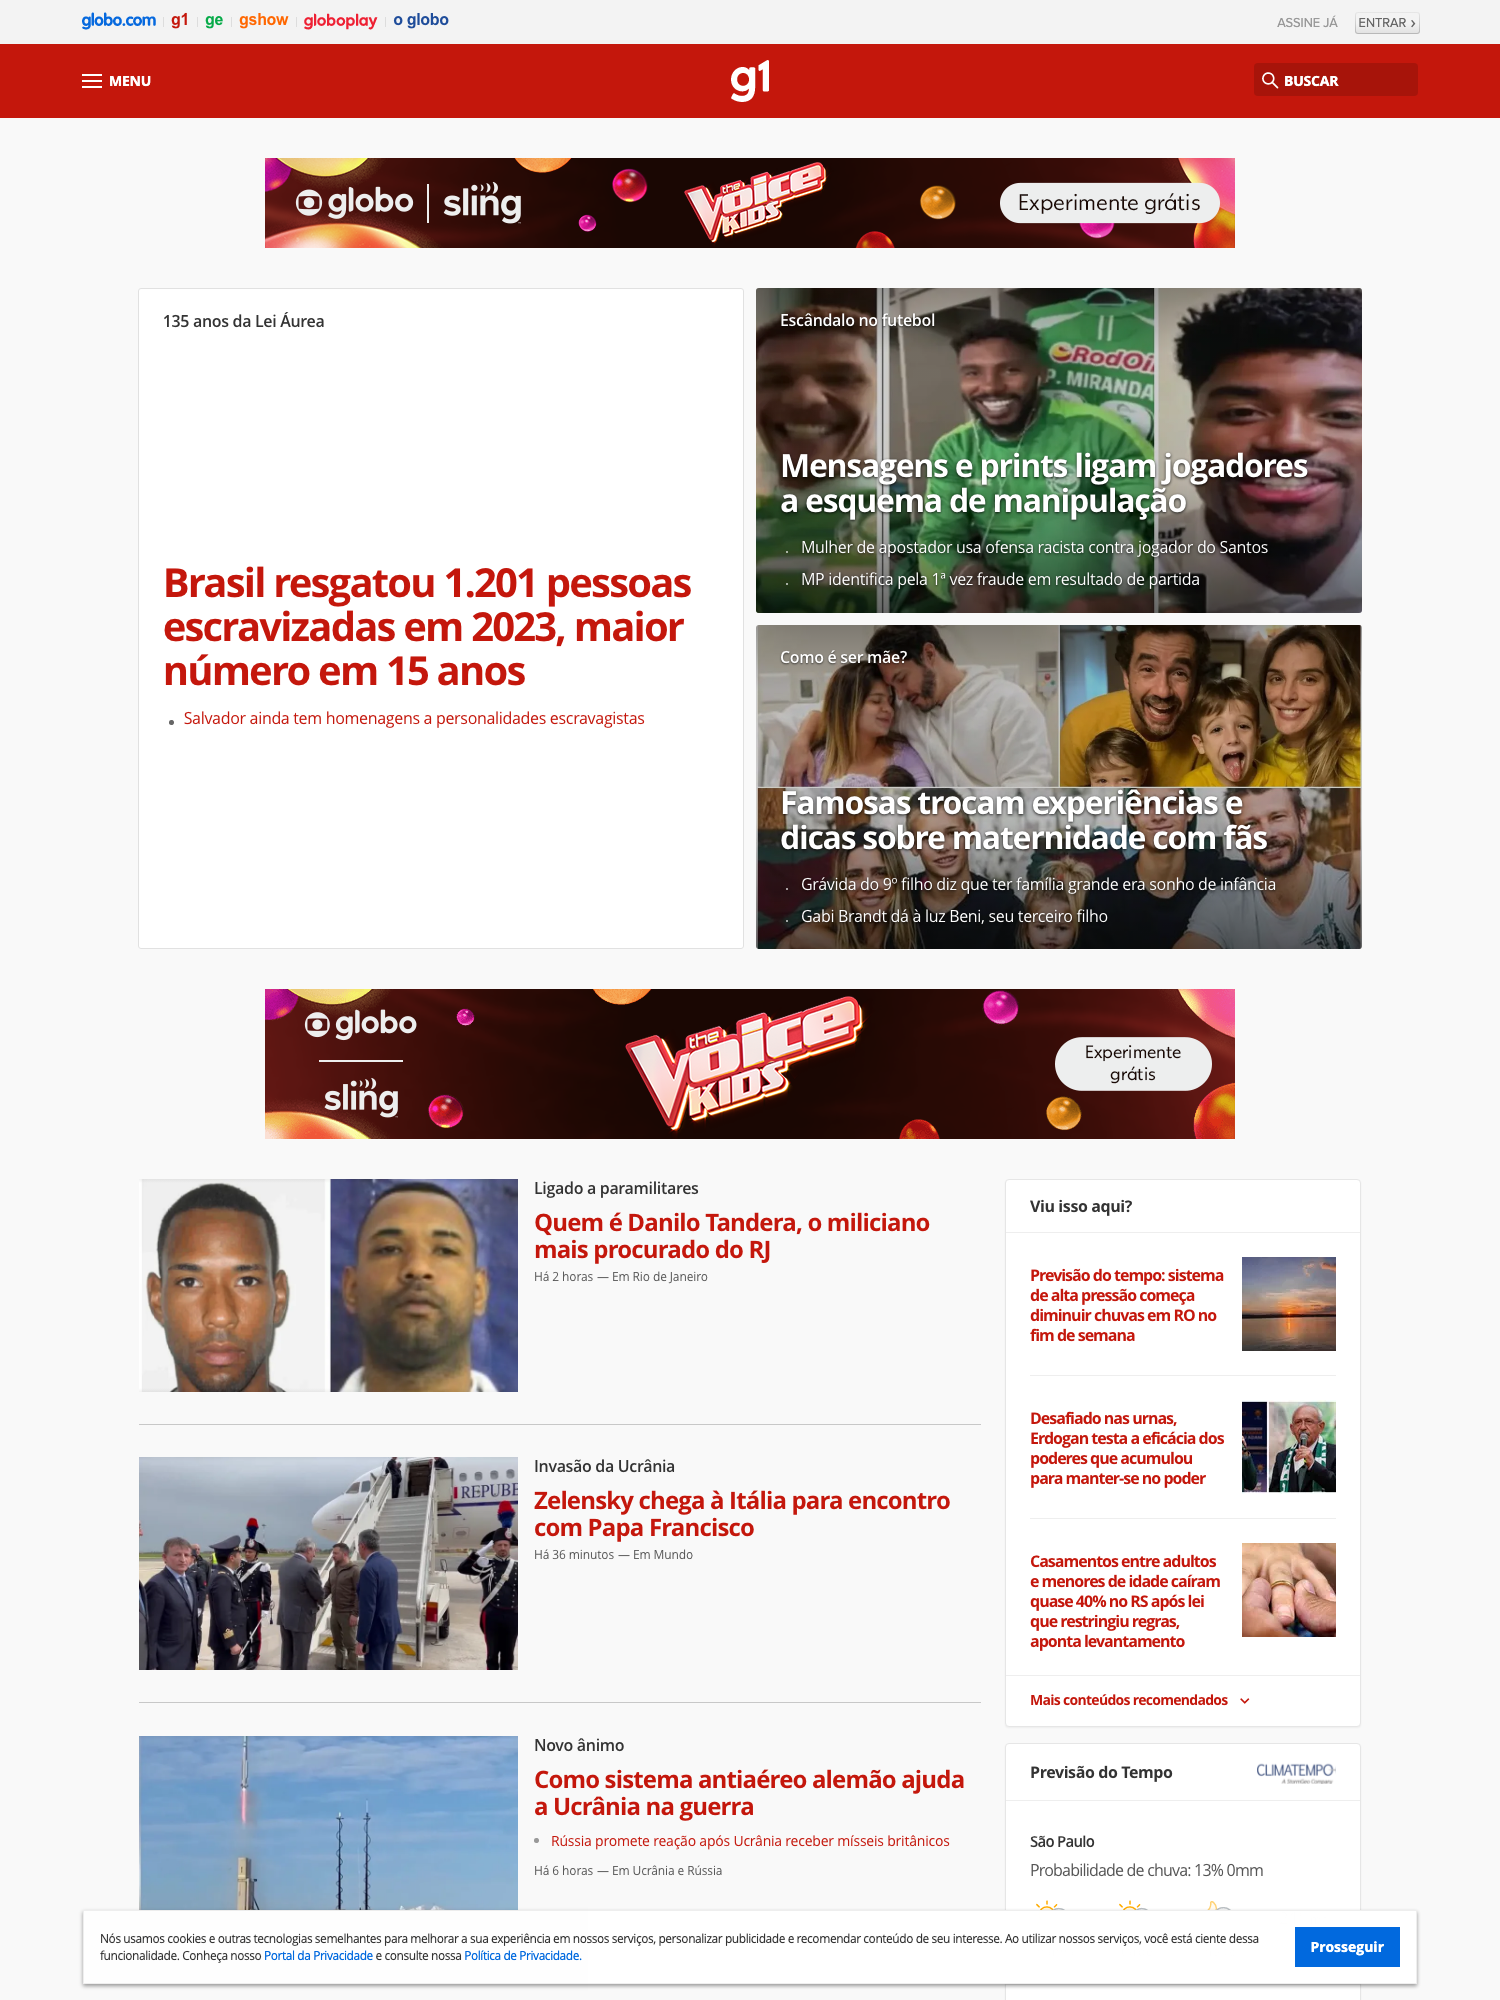 globo.com g1 ge gshow globoplay o globo ASSINE JÁ ENTRAR ›
MENU
g1
BUSCAR
globo sling the Voice KIDS Experimente grátis
135 anos da Lei Áurea
Brasil resgatou 1.201 pessoas
escravizadas em 2023, maior
número em 15 anos
Salvador ainda tem homenagens a personalidades escravagistas
Escândalo no futebol
RodOil
P. MIRANDA
Mensagens e prints ligam jogadores
a esquema de manipulação
Mulher de apostador usa ofensa racista contra jogador do Santos
MP identifica pela 1ª vez fraude em resultado de partida
Como é ser mãe?
Famosas trocam experiências e
dicas sobre maternidade com fãs
Grávida do 9º filho diz que ter família grande era sonho de infância
Gabi Brandt dá à luz Beni, seu terceiro filho
globo
sling
the
Voice
KIDS
Experimente
grátis
Ligado a paramilitares
Quem é Danilo Tandera, o miliciano
mais procurado do RJ
Há 2 horas — Em Rio de Janeiro
Invasão da Ucrânia
Zelensky chega à Itália para encontro
com Papa Francisco
Há 36 minutos — Em Mundo
REPUBB
Novo ânimo
Como sistema antiaéreo alemão ajuda
a Ucrânia na guerra
Rússia promete reação após Ucrânia receber mísseis britânicos
Há 6 horas — Em Ucrânia e Rússia
Viu isso aqui?
Previsão do tempo: sistema
de alta pressão começa
diminuir chuvas em RO no
fim de semana
Desafiado nas urnas,
Erdogan testa a eficácia dos
poderes que acumulou
para manter-se no poder
Casamentos entre adultos
e menores de idade caíram
quase 40% no RS após lei
que restringiu regras,
aponta levantamento
Mais conteúdos recomendados
Previsão do Tempo
CLIMATEMPO
A StormGeo Company
São Paulo
Probabilidade de chuva: 13% 0mm
Nós usamos cookies e outras tecnologias semelhantes para melhorar a sua experiência em nossos serviços, personalizar publicidade e recomendar conteúdo de seu interesse. Ao utilizar nossos serviços, você está ciente dessa
funcionalidade. Conheça nosso Portal da Privacidade e consulte nossa Política de Privacidade.
Prosseguir